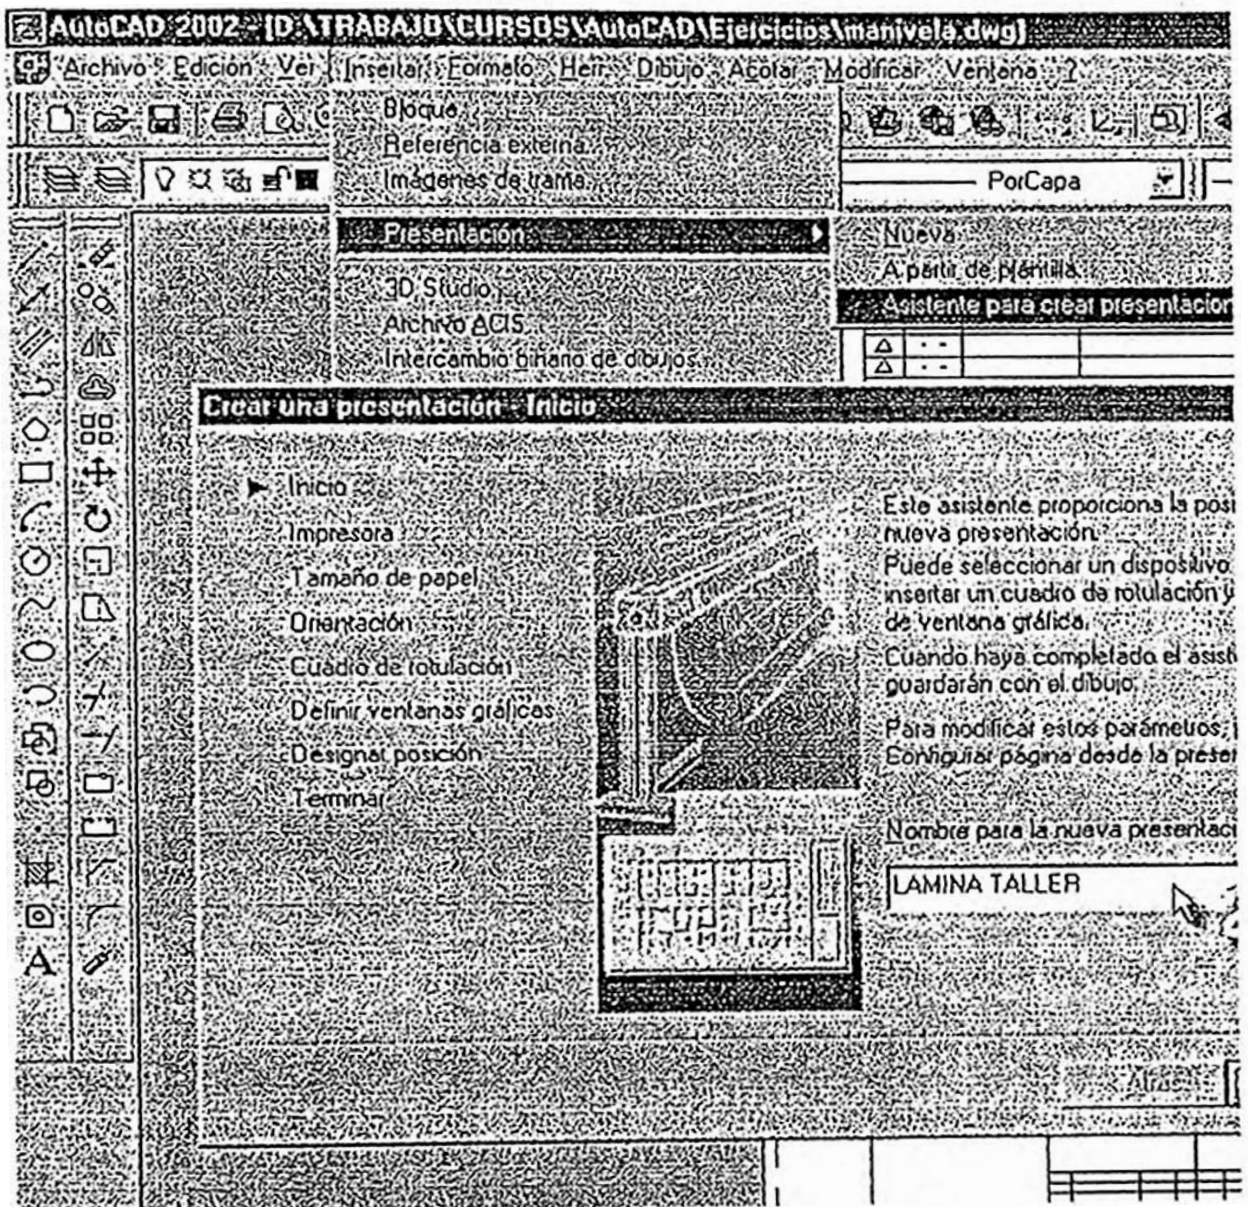 AutoCAD 2002 - [D:\TRABAJO\CURSOS\AutoCAD\Ejercicios\manivela.dwg]
Archivo Edición Ver Insertar Formato Herr. Dibujo Acotar Modificar Ventana ?
Bloque...
Referencia externa...
Imágenes de trama...
PorCapa
Presentación
Nueva
A partir de plantilla...
Asistente para crear presentacion
3D Studio...
Archivo ACIS...
Intercambio binario de dibujos...
Crear una presentación - Inicio
Inicio
Impresora
Tamaño de papel
Orientación
Cuadro de rotulación
Definir ventanas gráficas
Designar posición
Terminar
Este asistente proporciona la posi
nueva presentación.
Puede seleccionar un dispositivo
insertar un cuadro de rotulación y
de ventana gráfica.
Cuando haya completado el asist
guardarán con el dibujo.
Para modificar estos parámetros,
Configurar página desde la preser
Nombre para la nueva presentaci
LAMINA TALLER
Atrás
A